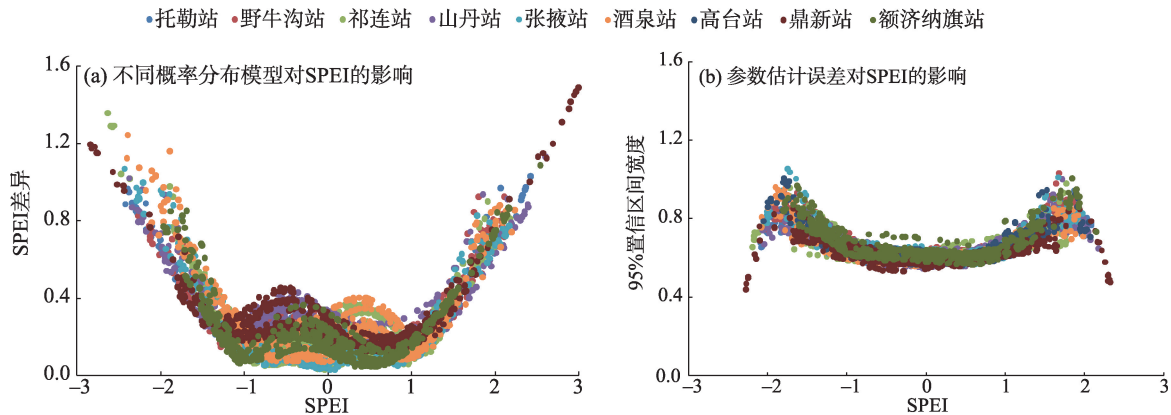 托勒站 野牛沟站 祁连站 山丹站 张掖站 酒泉站 高台站 鼎新站 额济纳旗站
(a) 不同概率分布模型对SPEI的影响
SPEI差异
1.6
1.2
0.8
0.4
0.0
−3 −2 −1 0 1 2 3
SPEI
(b) 参数估计误差对SPEI的影响
95%置信区间宽度
1.6
1.2
0.8
0.4
0.0
−3 −2 −1 0 1 2 3
SPEI